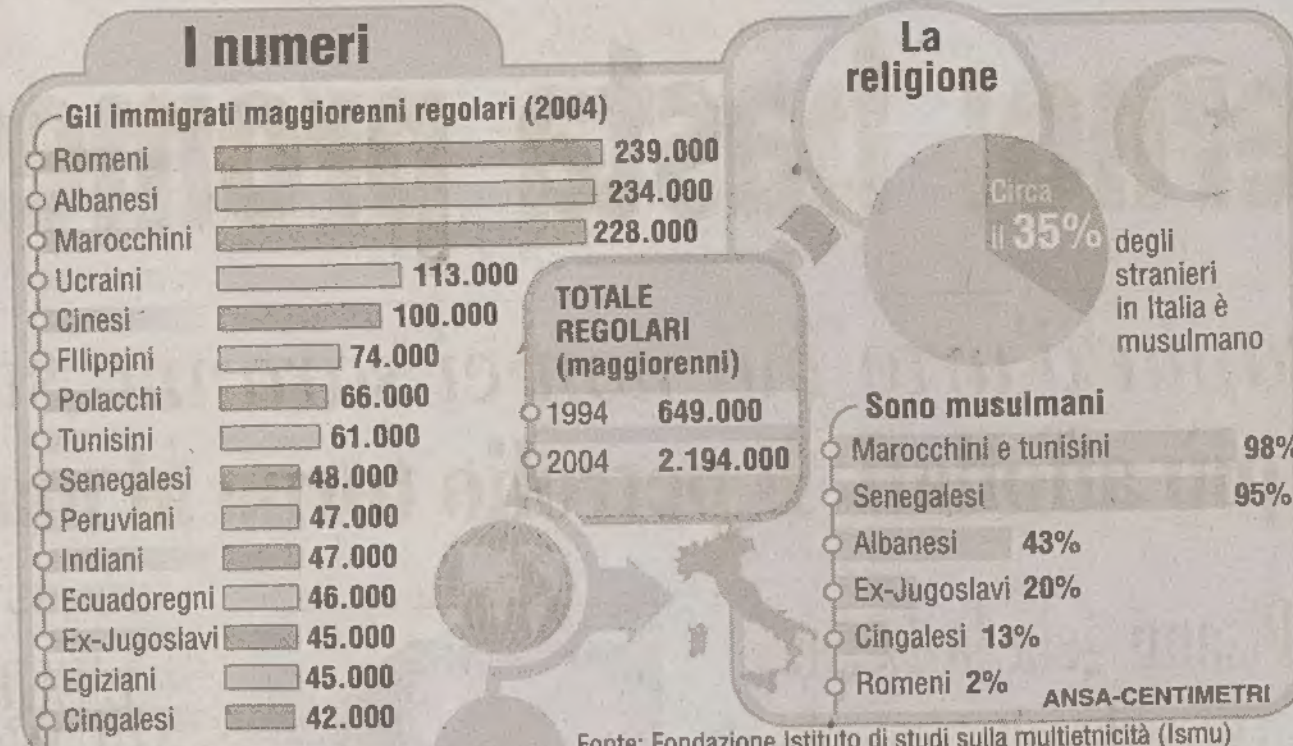 I numeri
Gli immigrati maggiorenni regolari (2004)
Romeni 239.000
Albanesi 234.000
Marocchini 228.000
Ucraini 113.000
Cinesi 100.000
FIlippini 74.000
Polacchi 66.000
Tunisini 61.000
Senegalesi 48.000
Peruviani 47.000
Indiani 47.000
Ecuadoregni 46.000
Ex-Jugoslavi 45.000
Egiziani 45.000
Cingalesi 42.000
TOTALE
REGOLARI
(maggiorenni)
1994 649.000
2004 2.194.000
La
religione
Circa
il 35% degli
stranieri
in Italia è
musulmano
Sono musulmani
Marocchini e tunisini 98%
Senegalesi 95%
Albanesi 43%
Ex-Jugoslavi 20%
Cingalesi 13%
Romeni 2%
ANSA-CENTIMETRI
Fonte: Fondazione Istituto di studi sulla multietnicità (Ismu)